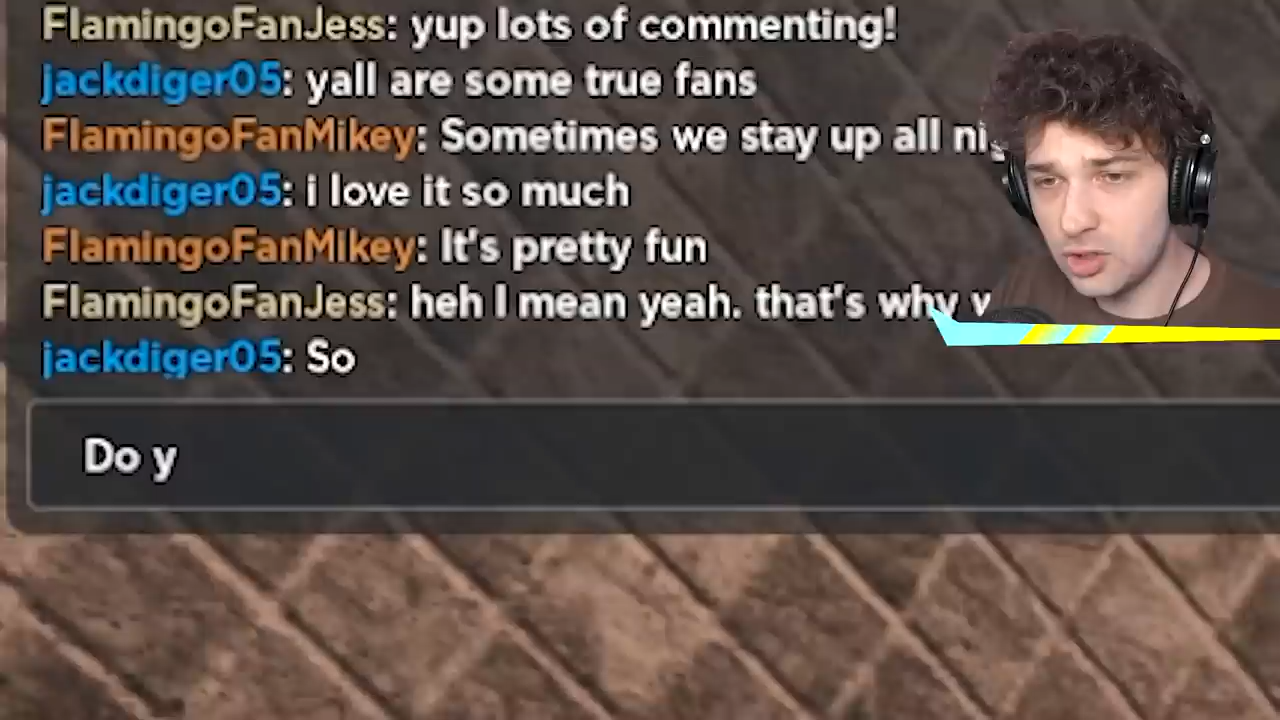 FlamingoFanJess: yup lots of commenting!
jackdiger05: yall are some true fans
FlamingoFanMikey: Sometimes we stay up all
jackdiger05: i love it so much
FlamingoFanMikey: It's pretty fun
FlamingoFanJess: heh I mean yeah. that's why
jackdiger05: So
Do y